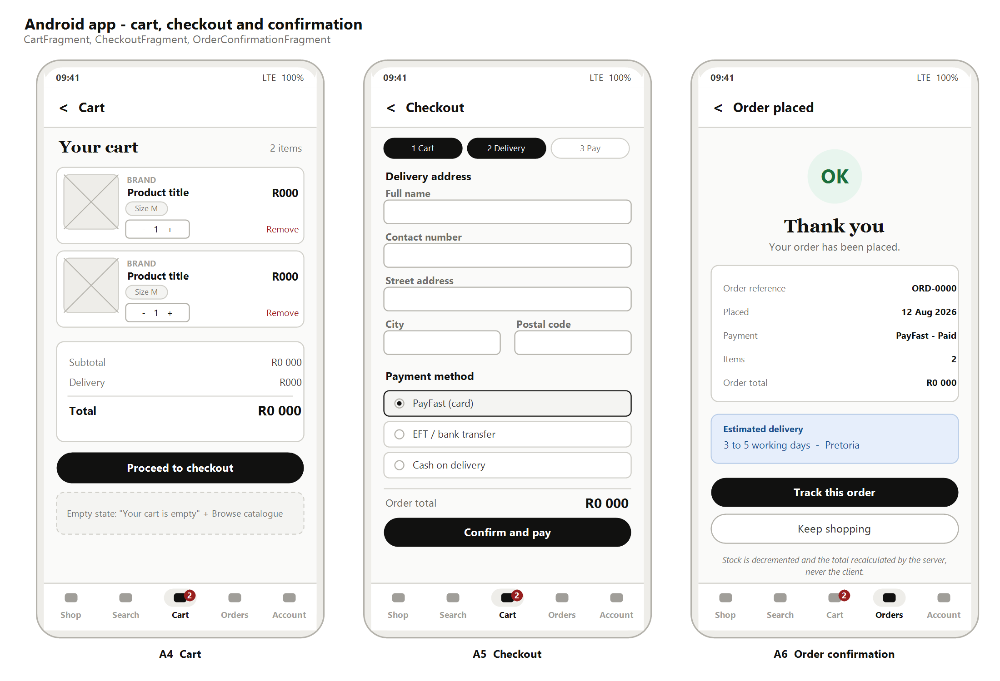 Android app - cart, checkout and confirmation
CartFragment, CheckoutFragment, OrderConfirmationFragment
09:41 LTE 100%
< Cart
Your cart 2 items
BRAND
Product title R000
Size M
- 1 + Remove
BRAND
Product title R000
Size M
- 1 + Remove
Subtotal R0 000
Delivery R000
Total R0 000
Proceed to checkout
Empty state: "Your cart is empty" + Browse catalogue
2
Shop Search Cart Orders Account
A4 Cart
09:41 LTE 100%
< Checkout
1 Cart 2 Delivery 3 Pay
Delivery address
Full name
Contact number
Street address
City Postal code
Payment method
PayFast (card)
EFT / bank transfer
Cash on delivery
Order total R0 000
Confirm and pay
2
Shop Search Cart Orders Account
A5 Checkout
09:41 LTE 100%
< Order placed
OK
Thank you
Your order has been placed.
Order reference ORD-0000
Placed 12 Aug 2026
Payment PayFast - Paid
Items 2
Order total R0 000
Estimated delivery
3 to 5 working days - Pretoria
Track this order
Keep shopping
Stock is decremented and the total recalculated by the server,
never the client.
2
Shop Search Cart Orders Account
A6 Order confirmation